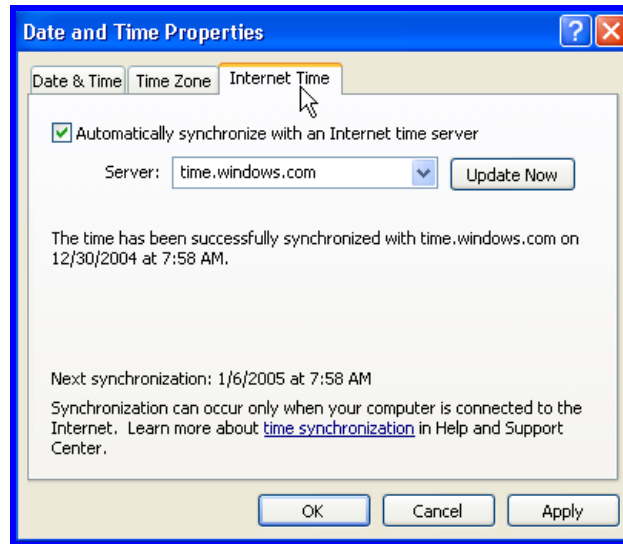 Date and Time Properties
Date & Time Time Zone Internet Time
Automatically synchronize with an Internet time server
Server: time.windows.com Update Now
The time has been successfully synchronized with time.windows.com on
12/30/2004 at 7:58 AM.
Next synchronization: 1/6/2005 at 7:58 AM
Synchronization can occur only when your computer is connected to the
Internet. Learn more about time synchronization in Help and Support
Center.
OK Cancel Apply